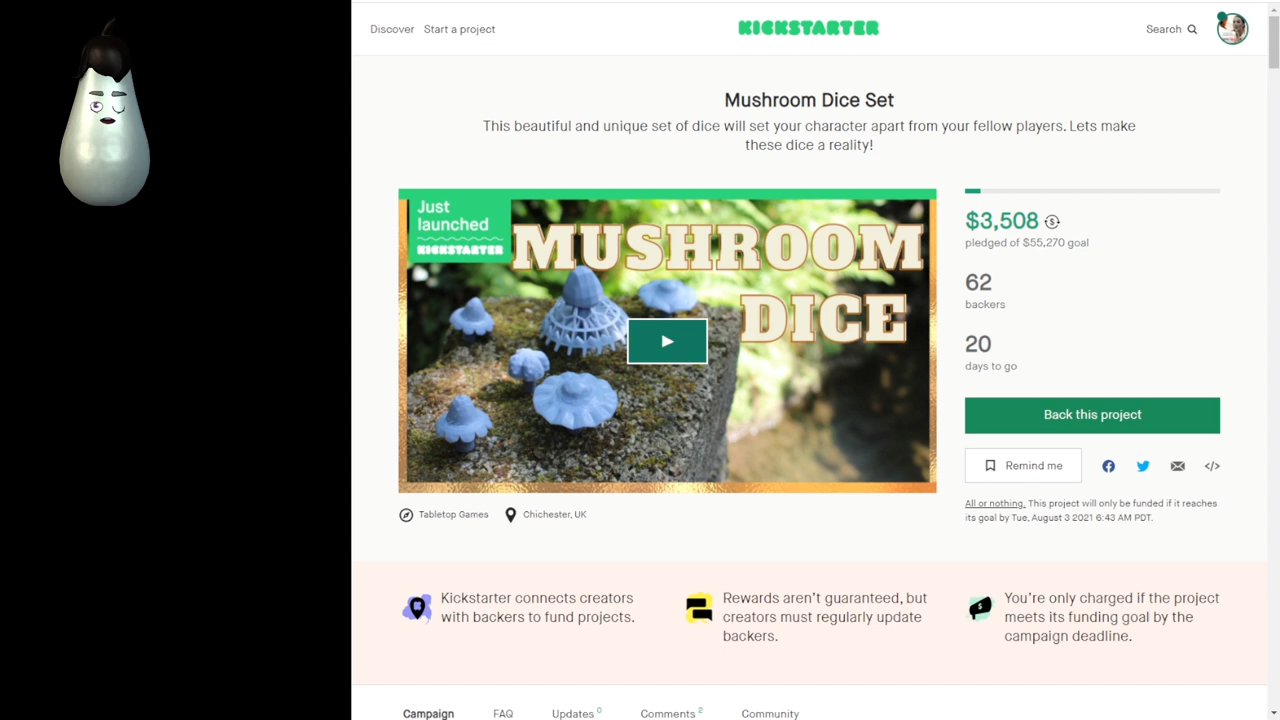 Discover Start a project
KICKSTARTER
Search
Mushroom Dice Set
This beautiful and unique set of dice will set your character apart from your fellow players. Lets make
these dice a reality!
Just
launched
KICKSTARTER
MUSHROOM
DICE
$3,508
pledged of $55,270 goal
62
backers
20
days to go
Back this project
Remind me
All or nothing. This project will only be funded if it reaches
its goal by Tue, August 3 2021 6:43 AM PDT.
Tabletop Games Chichester, UK
Kickstarter connects creators
with backers to fund projects.
Rewards aren’t guaranteed, but
creators must regularly update
backers.
You’re only charged if the project
meets its funding goal by the
campaign deadline.
Campaign FAQ Updates 0 Comments 2 Community